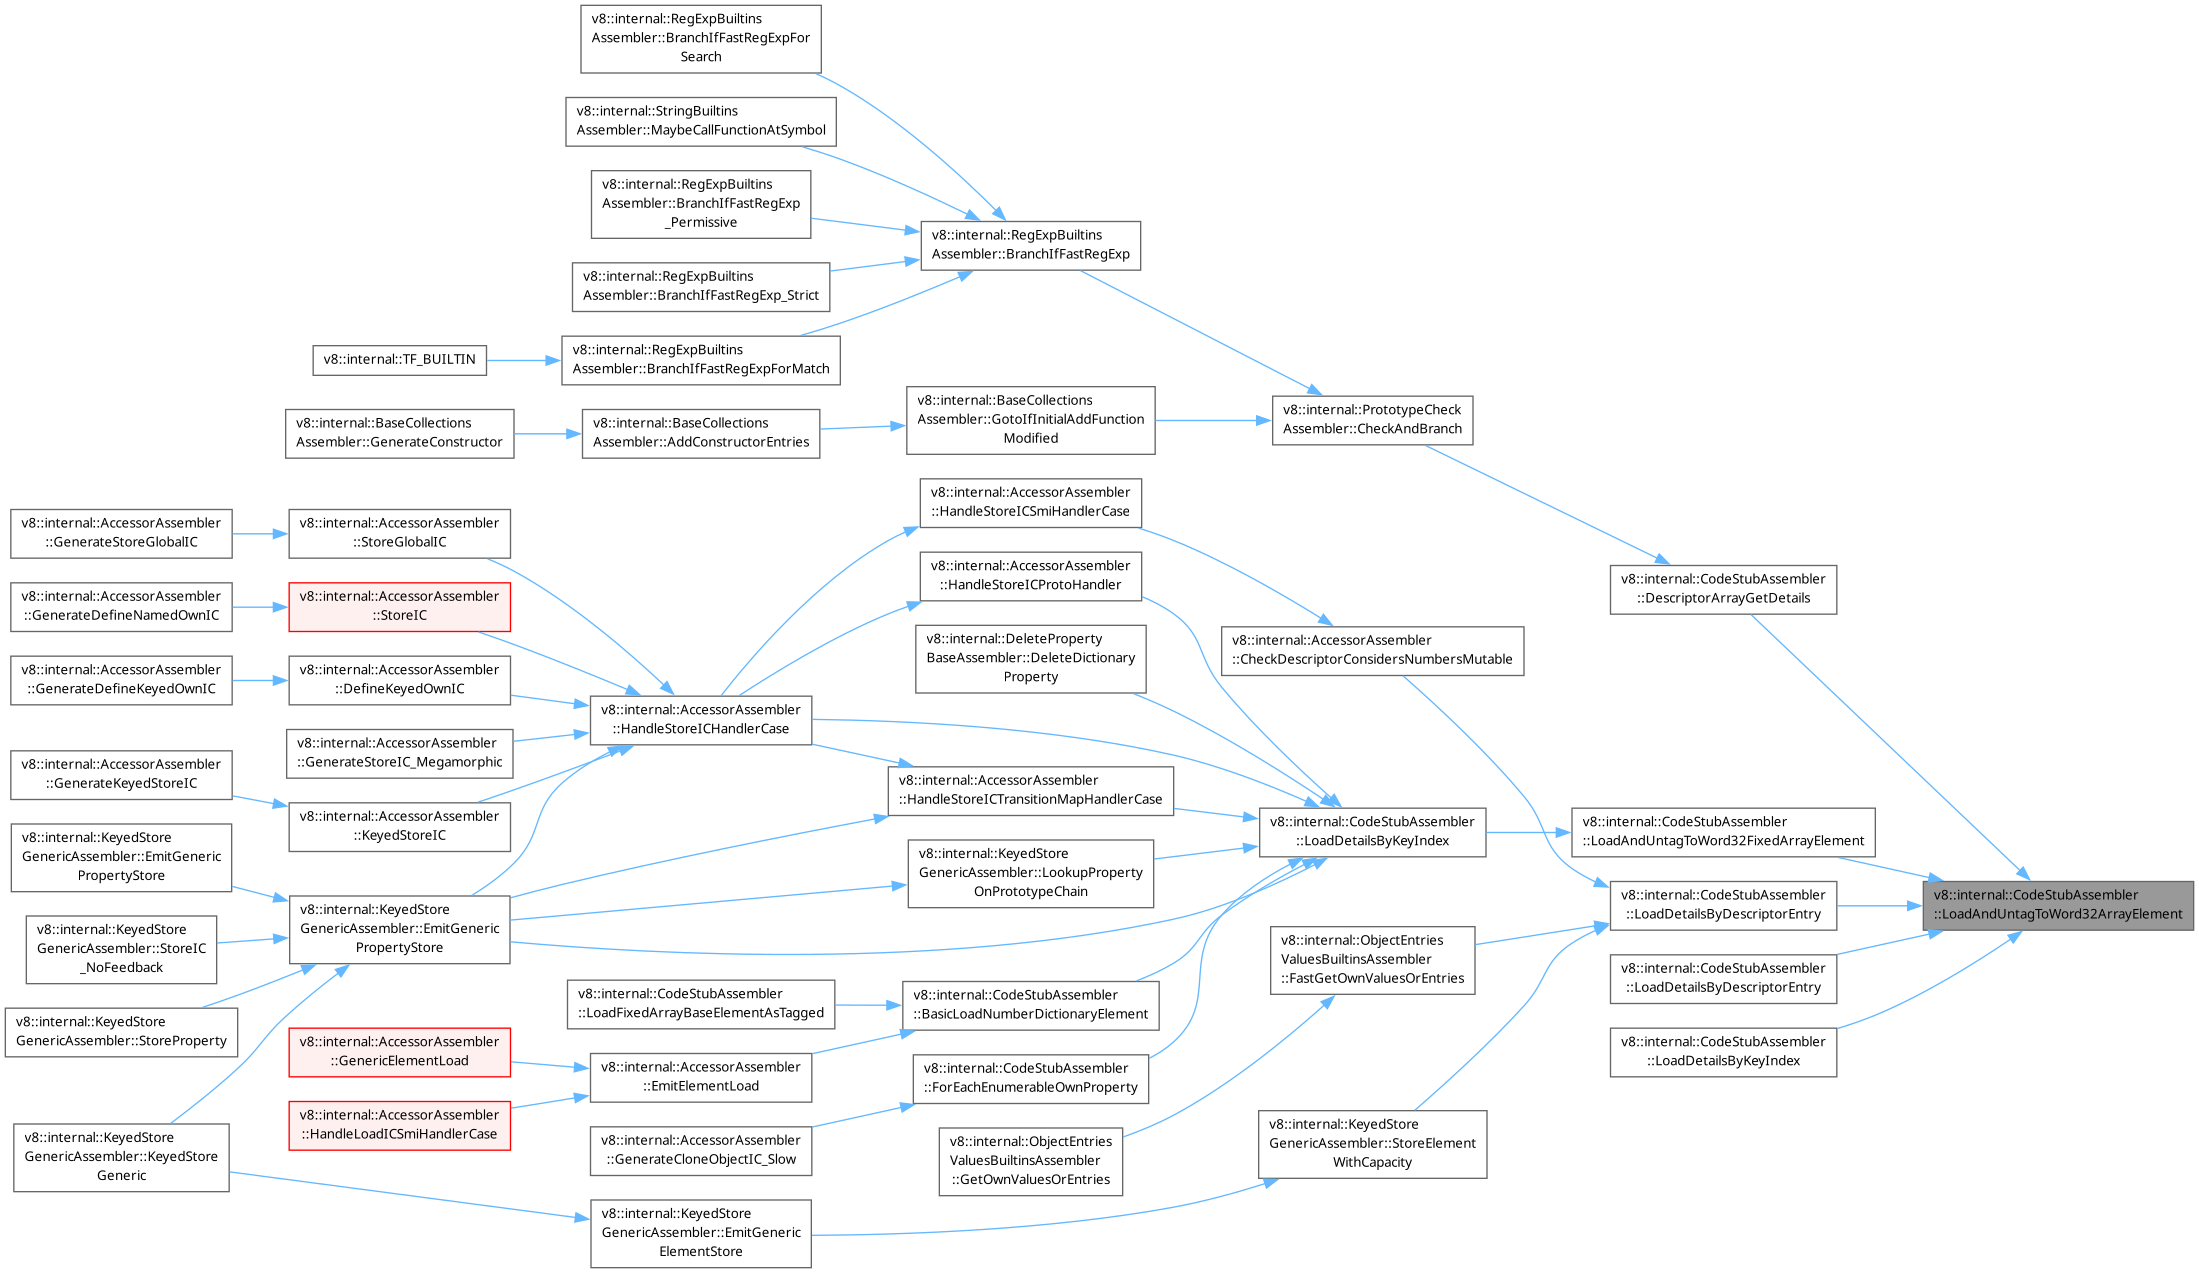 v8::internal::RegExpBuiltins
Assembler::BranchIfFastRegExpFor
Search
v8::internal::StringBuiltins
Assembler::MaybeCallFunctionAtSymbol
v8::internal::RegExpBuiltins
Assembler::BranchIfFastRegExp
_Permissive
v8::internal::RegExpBuiltins
Assembler::BranchIfFastRegExp
v8::internal::RegExpBuiltins
Assembler::BranchIfFastRegExp_Strict
v8::internal::TF_BUILTIN
v8::internal::RegExpBuiltins
Assembler::BranchIfFastRegExpForMatch
v8::internal::BaseCollections
Assembler::GenerateConstructor
v8::internal::BaseCollections
Assembler::AddConstructorEntries
v8::internal::BaseCollections
Assembler::GotoIfInitialAddFunction
Modified
v8::internal::PrototypeCheck
Assembler::CheckAndBranch
v8::internal::AccessorAssembler
::HandleStoreICSmiHandlerCase
v8::internal::AccessorAssembler
::GenerateStoreGlobalIC
v8::internal::AccessorAssembler
::StoreGlobalIC
v8::internal::AccessorAssembler
::HandleStoreICProtoHandler
v8::internal::CodeStubAssembler
::DescriptorArrayGetDetails
v8::internal::AccessorAssembler
::GenerateDefineNamedOwnIC
v8::internal::AccessorAssembler
::StoreIC
v8::internal::DeleteProperty
BaseAssembler::DeleteDictionary
Property
v8::internal::AccessorAssembler
::CheckDescriptorConsidersNumbersMutable
v8::internal::AccessorAssembler
::GenerateDefineKeyedOwnIC
v8::internal::AccessorAssembler
::DefineKeyedOwnIC
v8::internal::AccessorAssembler
::HandleStoreICHandlerCase
v8::internal::AccessorAssembler
::GenerateStoreIC_Megamorphic
v8::internal::AccessorAssembler
::GenerateKeyedStoreIC
v8::internal::AccessorAssembler
::HandleStoreICTransitionMapHandlerCase
v8::internal::AccessorAssembler
::KeyedStoreIC
v8::internal::CodeStubAssembler
::LoadDetailsByKeyIndex
v8::internal::CodeStubAssembler
::LoadAndUntagToWord32FixedArrayElement
v8::internal::KeyedStore
GenericAssembler::EmitGeneric
PropertyStore
v8::internal::KeyedStore
GenericAssembler::LookupProperty
OnPrototypeChain
v8::internal::CodeStubAssembler
::LoadDetailsByDescriptorEntry
v8::internal::CodeStubAssembler
::LoadAndUntagToWord32ArrayElement
v8::internal::KeyedStore
GenericAssembler::EmitGeneric
PropertyStore
v8::internal::KeyedStore
GenericAssembler::StoreIC
_NoFeedback
v8::internal::ObjectEntries
ValuesBuiltinsAssembler
::FastGetOwnValuesOrEntries
v8::internal::CodeStubAssembler
::LoadDetailsByDescriptorEntry
v8::internal::CodeStubAssembler
::LoadFixedArrayBaseElementAsTagged
v8::internal::CodeStubAssembler
::BasicLoadNumberDictionaryElement
v8::internal::KeyedStore
GenericAssembler::StoreProperty
v8::internal::AccessorAssembler
::GenericElementLoad
v8::internal::CodeStubAssembler
::LoadDetailsByKeyIndex
v8::internal::AccessorAssembler
::EmitElementLoad
v8::internal::CodeStubAssembler
::ForEachEnumerableOwnProperty
v8::internal::AccessorAssembler
::HandleLoadICSmiHandlerCase
v8::internal::KeyedStore
GenericAssembler::StoreElement
WithCapacity
v8::internal::KeyedStore
GenericAssembler::KeyedStore
Generic
v8::internal::AccessorAssembler
::GenerateCloneObjectIC_Slow
v8::internal::ObjectEntries
ValuesBuiltinsAssembler
::GetOwnValuesOrEntries
v8::internal::KeyedStore
GenericAssembler::EmitGeneric
ElementStore